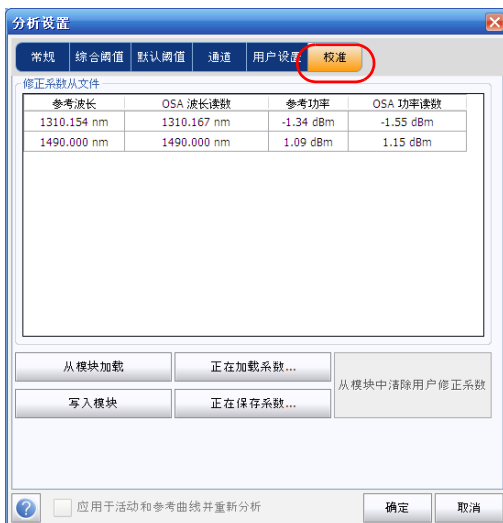 分析设置
常规 综合阈值 默认阈值 通道 用户设置 校准
修正系数从文件
参考波长 OSA 波长读数 参考功率 OSA 功率读数
1310.154 nm 1310.167 nm -1.34 dBm -1.55 dBm
1490.000 nm 1490.000 nm 1.09 dBm 1.15 dBm
从模块加载 正在加载系数...
从模块中清除用户修正系数
写入模块 正在保存系数...
? 应用于活动和参考曲线并重新分析 确定 取消